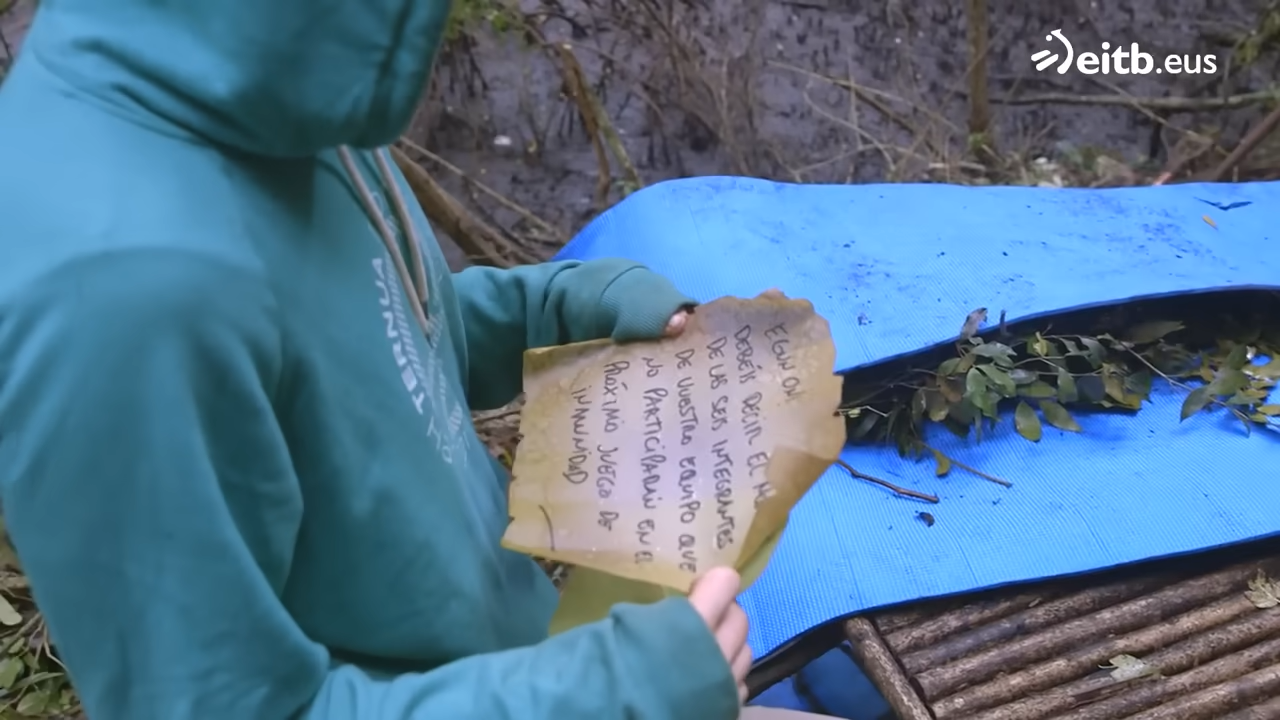 eitb.eus
TERNUA
EGUN ON,
DEBÉIS DECIR EL
DE LAS SEIS INTEGRANTES
DE VUESTRO EQUIPO QUE
NO PARTICIPARÁN EN EL
PRÓXIMO JUEGO DE
INMUNIDAD